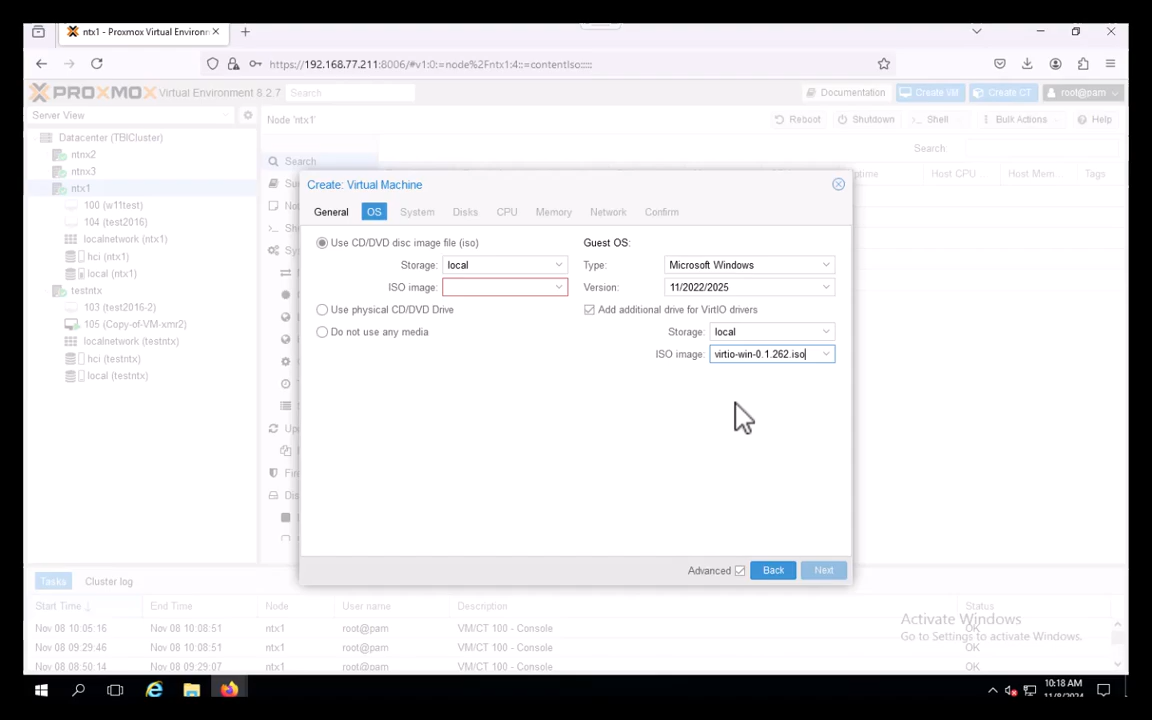 ntx1 - Proxmox Virtual Environm
https://192.168.77.211:8006/#v1:0:=node%2Fntx1:4::=contentIso:::::
PROXMOX Virtual Environment 8.2.7 Search Documentation Create VM Create CT root@pam
Server View
Node 'ntx1' Reboot Shutdown Shell Bulk Actions Help
Datacenter (TBICluster)
ntnx2
ntnx3
ntx1
100 (w11test)
104 (test2016)
localnetwork (ntx1)
hci (ntx1)
local (ntx1)
testntx
103 (test2016-2)
105 (Copy-of-VM-xmr2)
localnetwork (testntx)
hci (testntx)
local (testntx)
Search
Search:
Host CPU... Host Mem... Tags
Create: Virtual Machine
General OS System Disks CPU Memory Network Confirm
Use CD/DVD disc image file (iso)
Storage: local
ISO image:
Use physical CD/DVD Drive
Do not use any media
Guest OS:
Type: Microsoft Windows
Version: 11/2022/2025
Add additional drive for VirtIO drivers
Storage: local
ISO image: virtio-win-0.1.262.iso
Advanced Back Next
Tasks Cluster log
Start Time End Time Node User name Description Status
Nov 08 10:05:16 Nov 08 10:08:51 ntx1 root@pam VM/CT 100 - Console OK
Nov 08 09:29:46 Nov 08 10:08:51 ntx1 root@pam VM/CT 100 - Console OK
Nov 08 08:50:14 Nov 08 09:29:07 ntx1 root@pam VM/CT 100 - Console OK
Activate Windows
Go to Settings to activate Windows.
10:18 AM
11/8/2024